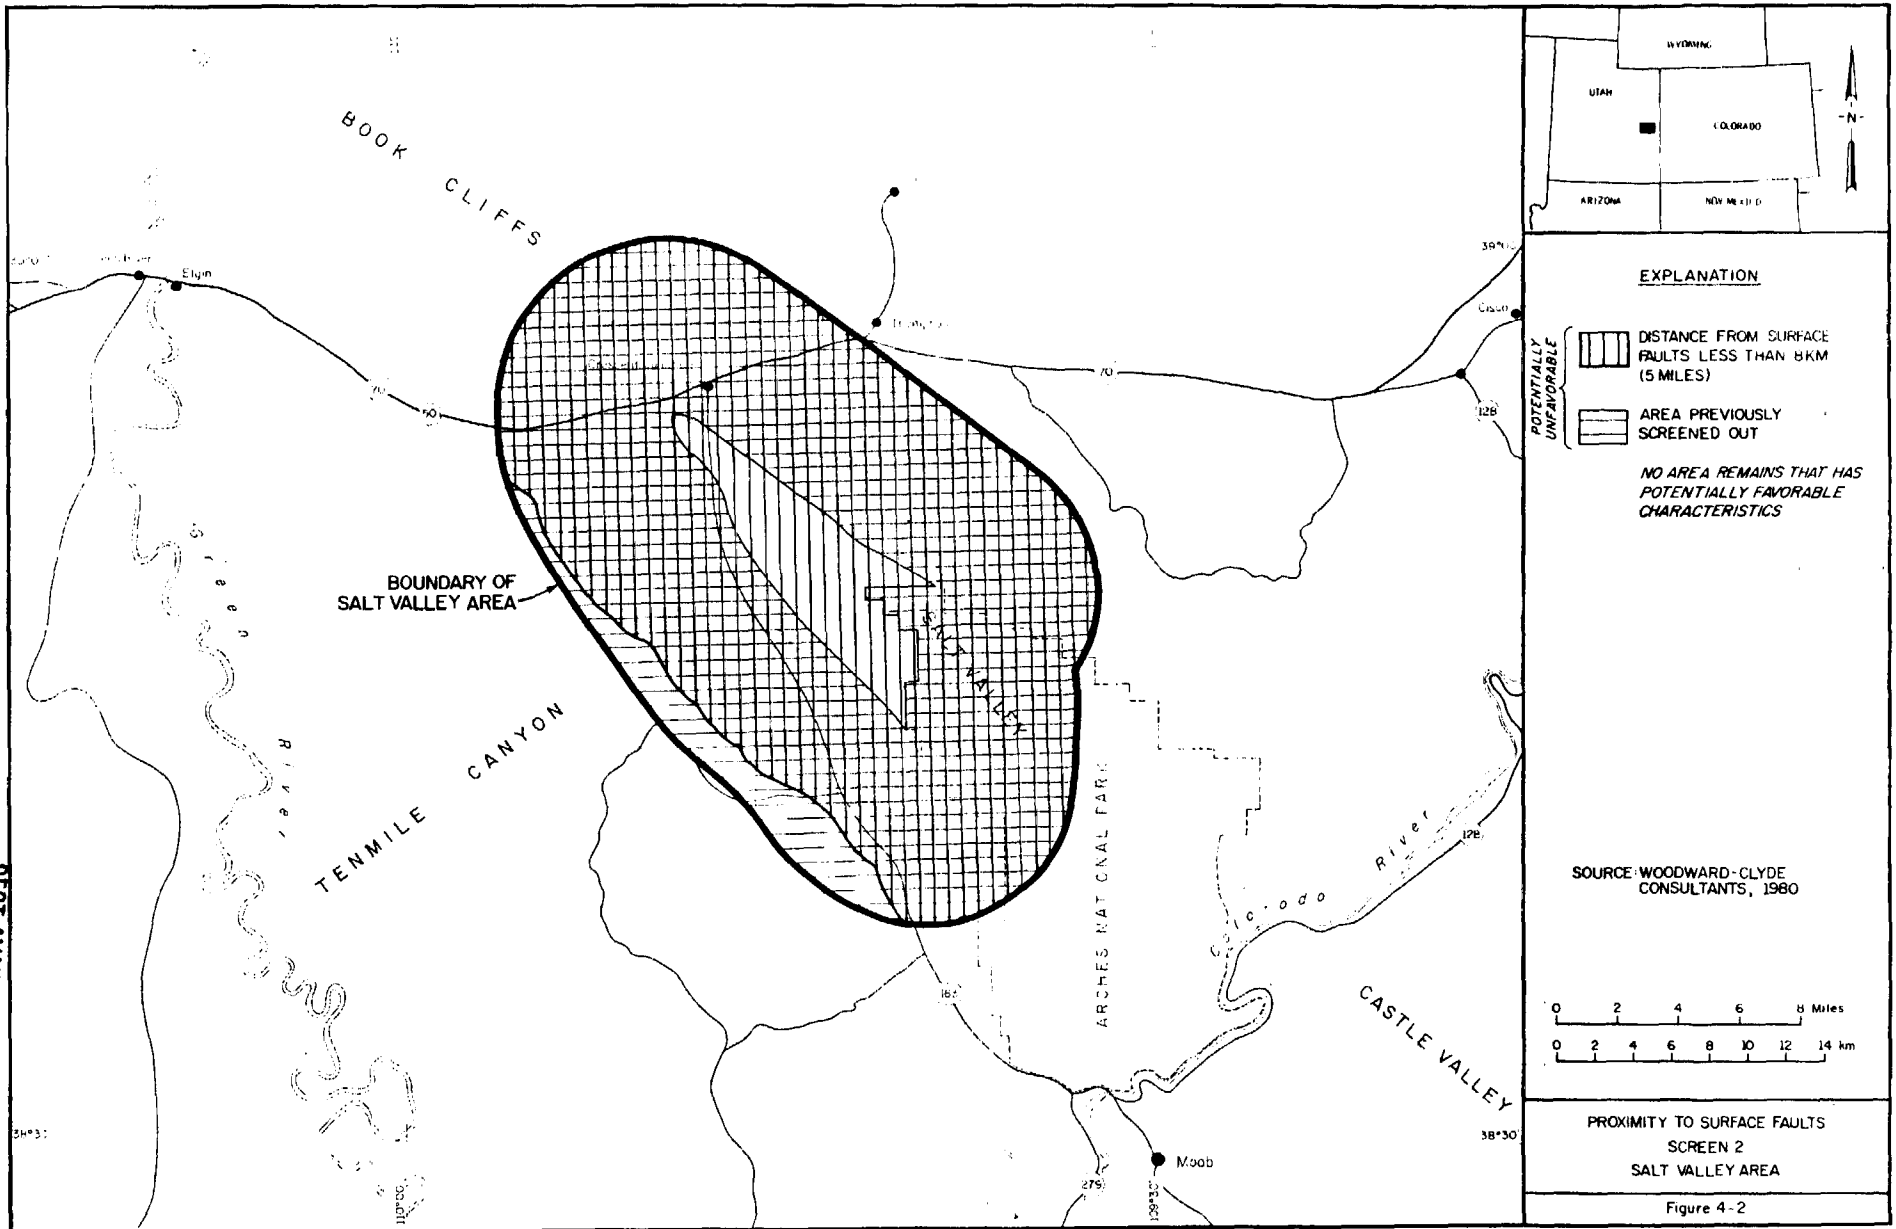 BOOK CLIFFS
Elgin
70
50
70
128
BOUNDARY OF
SALT VALLEY AREA
Green
River
TENMILE CANYON
SALT VALLEY
ARCHES NATIONAL PARK
Colorado River
128
163
CASTLE VALLEY
Moab
279
110°00'
109°30'
38°30'
39°00'
Cisco
WYOMING
UTAH
COLORADO
ARIZONA
NEW MEXICO
-N-
EXPLANATION
POTENTIALLY
UNFAVORABLE
DISTANCE FROM SURFACE
FAULTS LESS THAN 8KM
(5 MILES)
AREA PREVIOUSLY
SCREENED OUT
NO AREA REMAINS THAT HAS
POTENTIALLY FAVORABLE
CHARACTERISTICS
SOURCE: WOODWARD-CLYDE
CONSULTANTS, 1980
0 2 4 6 8 Miles
0 2 4 6 8 10 12 14 km
PROXIMITY TO SURFACE FAULTS
SCREEN 2
SALT VALLEY AREA
Figure 4-2